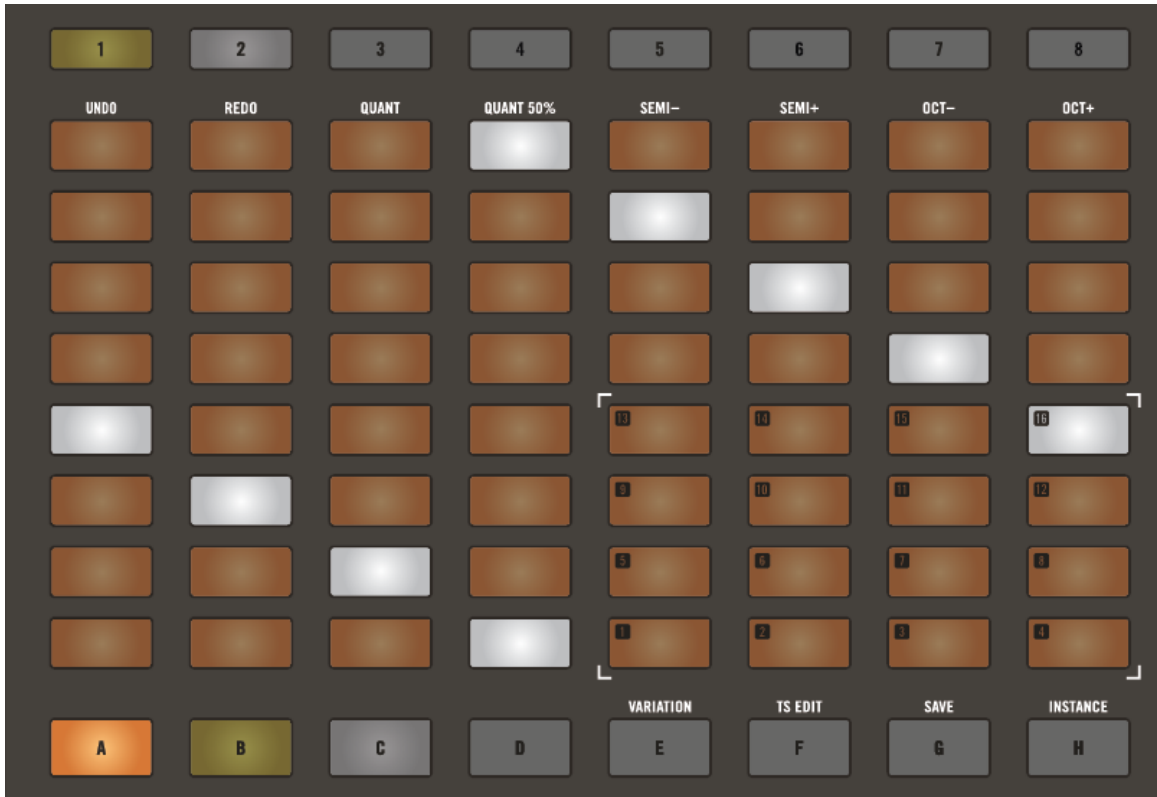 1 2 3 4 5 6 7 8
UNDO REDO QUANT QUANT 50% SEMI– SEMI+ OCT– OCT+
13 14 15 16
9 10 11 12
5 6 7 8
1 2 3 4
VARIATION TS EDIT SAVE INSTANCE
A B C D E F G H